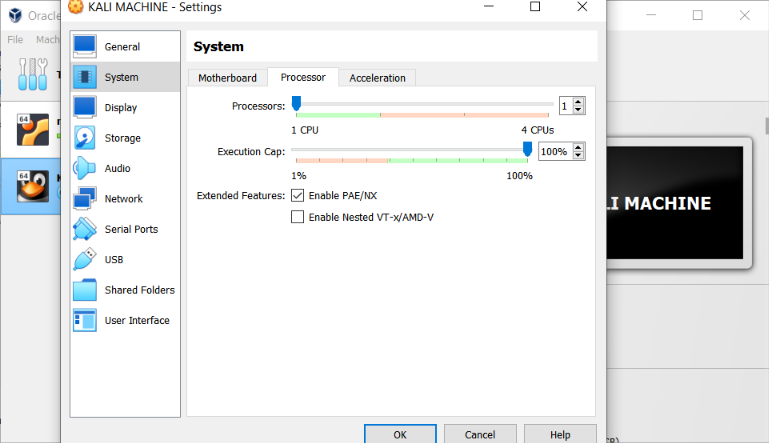 Oracle
KALI MACHINE - Settings
File
Mach
General
System
Display
Storage
Audio
Network
Serial Ports
USB
Shared Folders
User Interface
System
Motherboard
Processor
Acceleration
Processors:
1
1 CPU
4 CPUs
Execution Cap:
100%
1%
100%
Extended Features:
Enable PAE/NX
Enable Nested VT-x/AMD-V
OK
Cancel
Help
64
64
LI MACHINE